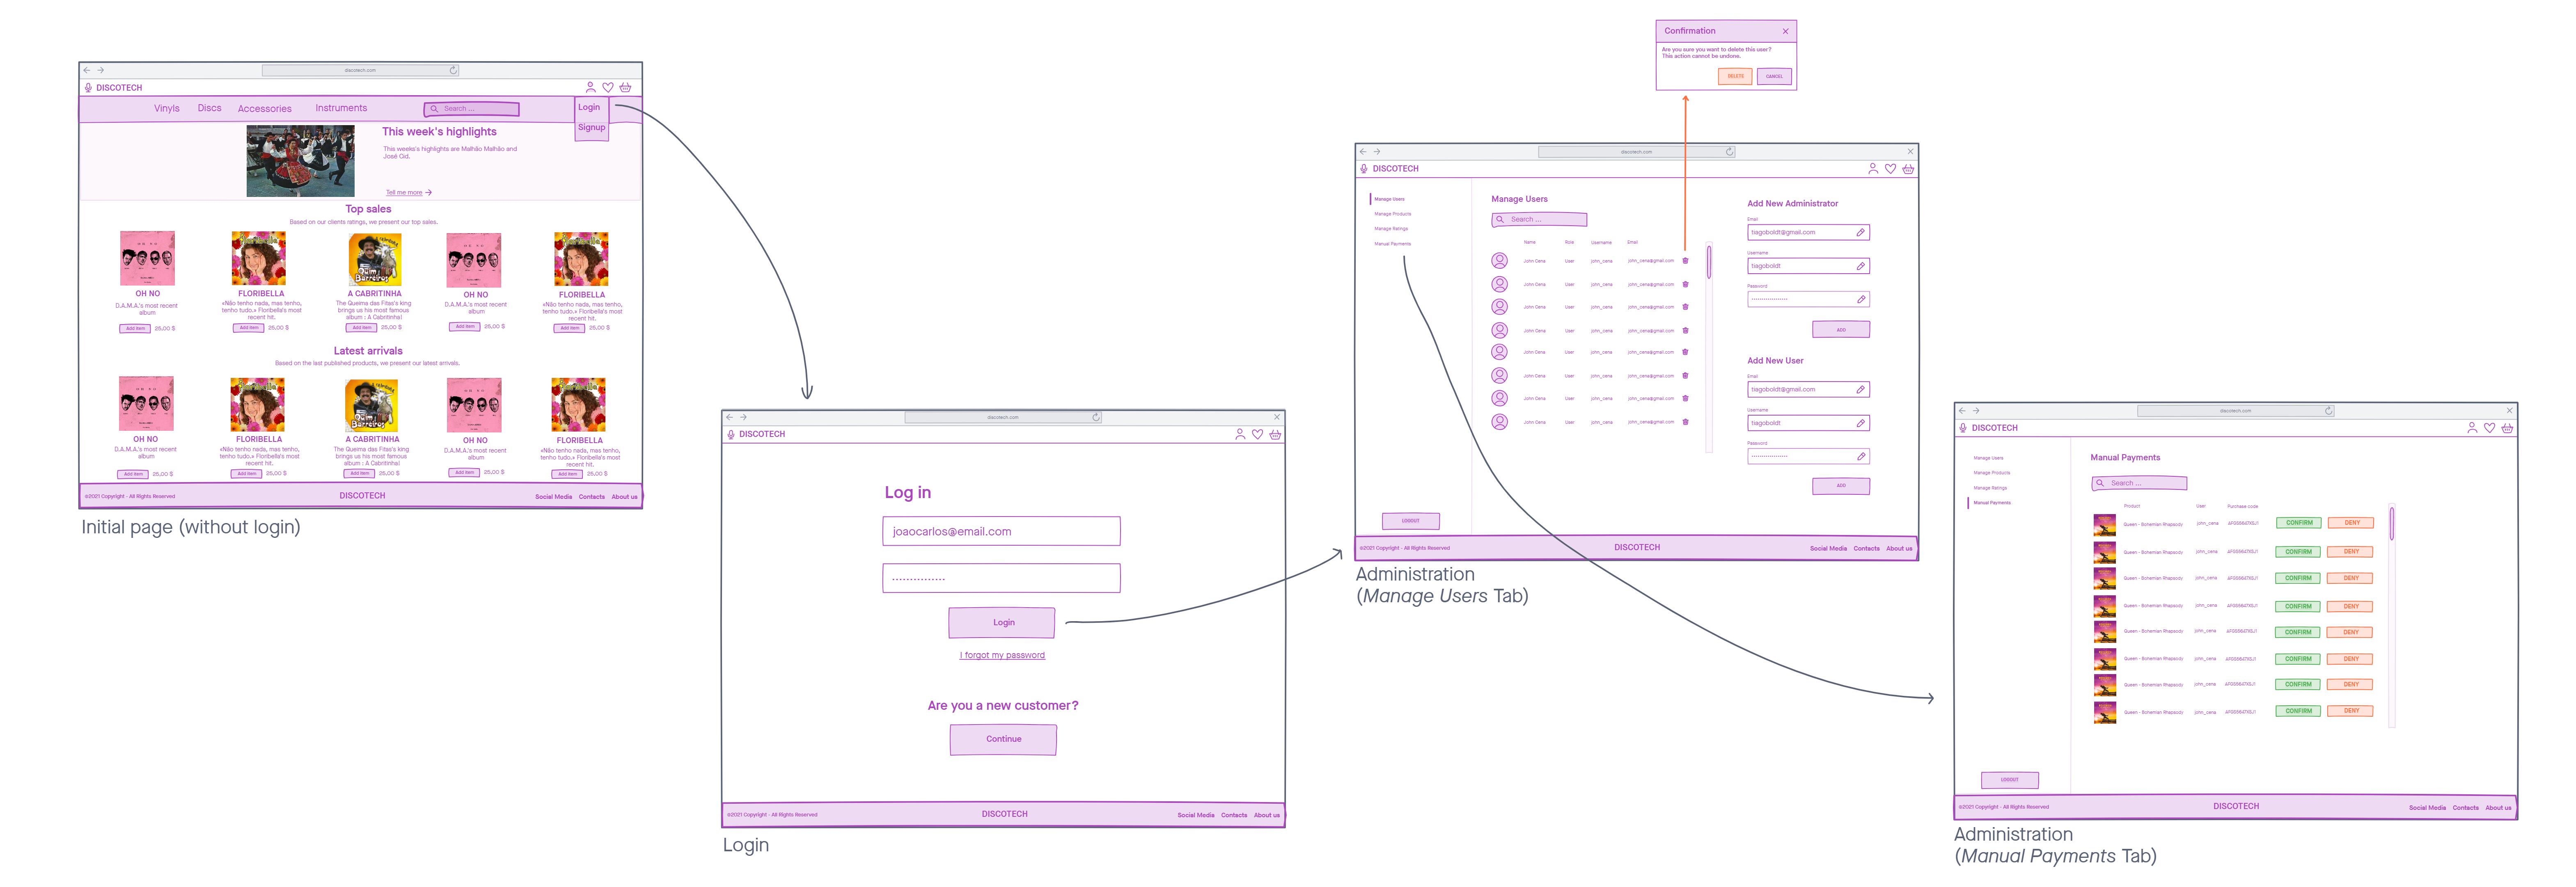 discotech.com
DISCOTECH
Vinyls Discs Accessories Instruments Search ... Login
Signup
This week's highlights
This weeks's highlights are Malhão Malhão and
José Cid.
Tell me more
Top sales
Based on our clients ratings, we present our top sales.
OH NO
D.A.M.A.'s most recent
album
Add item 25,00 $
FLORIBELLA
«Não tenho nada, mas tenho,
tenho tudo.» Floribella's most
recent hit.
Add item 25,00 $
Quim Barreiros
A CABRITINHA
The Queima das Fitas's king
brings us his most famous
album : A Cabritinha!
Add item 25,00 $
OH NO
D.A.M.A.'s most recent
album
Add item 25,00 $
FLORIBELLA
«Não tenho nada, mas tenho,
tenho tudo.» Floribella's most
recent hit.
Add item 25,00 $
Latest arrivals
Based on the last published products, we present our latest arrivals.
OH NO
D.A.M.A.'s most recent
album
Add item 25,00 $
FLORIBELLA
«Não tenho nada, mas tenho,
tenho tudo.» Floribella's most
recent hit.
Add item 25,00 $
Quim Barreiros
A CABRITINHA
The Queima das Fitas's king
brings us his most famous
album : A Cabritinha!
Add item 25,00 $
OH NO
D.A.M.A.'s most recent
album
Add item 25,00 $
FLORIBELLA
«Não tenho nada, mas tenho,
tenho tudo.» Floribella's most
recent hit.
Add item 25,00 $
©2021 Copyright - All Rights Reserved DISCOTECH Social Media Contacts About us
Initial page (without login)
discotech.com
DISCOTECH
Log in
joaocarlos@email.com
Login
I forgot my password
Are you a new customer?
Continue
©2021 Copyright - All Rights Reserved DISCOTECH Social Media Contacts About us
Login
Confirmation
Are you sure you want to delete this user?
This action cannot be undone.
DELETE CANCEL
discotech.com
DISCOTECH
Manage Users
Manage Products
Manage Ratings
Manual Payments
LOGOUT
Manage Users
Search ...
Name Role Username Email
John Cena User john_cena john_cena@gmail.com
John Cena User john_cena john_cena@gmail.com
John Cena User john_cena john_cena@gmail.com
John Cena User john_cena john_cena@gmail.com
John Cena User john_cena john_cena@gmail.com
John Cena User john_cena john_cena@gmail.com
John Cena User john_cena john_cena@gmail.com
John Cena User john_cena john_cena@gmail.com
Add New Administrator
Email
tiagoboldt@gmail.com
Username
tiagoboldt
Password
ADD
Add New User
Email
tiagoboldt@gmail.com
Username
tiagoboldt
Password
ADD
©2021 Copyright - All Rights Reserved DISCOTECH Social Media Contacts About us
Administration
(Manage Users Tab)
discotech.com
DISCOTECH
Manage Users
Manage Products
Manage Ratings
Manual Payments
LOGOUT
Manual Payments
Search ...
Product User Purchase code
Queen - Bohemian Rhapsody john_cena CONFIRM DENY
Queen - Bohemian Rhapsody john_cena CONFIRM DENY
Queen - Bohemian Rhapsody john_cena CONFIRM DENY
Queen - Bohemian Rhapsody john_cena CONFIRM DENY
Queen - Bohemian Rhapsody john_cena CONFIRM DENY
Queen - Bohemian Rhapsody john_cena CONFIRM DENY
Queen - Bohemian Rhapsody john_cena CONFIRM DENY
Queen - Bohemian Rhapsody john_cena CONFIRM DENY
©2021 Copyright - All Rights Reserved DISCOTECH Social Media Contacts About us
Administration
(Manual Payments Tab)